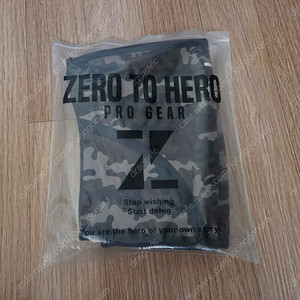 ZERO TO HERO
PRO GEAR
Z
Stop wishing
Start doing
You are the hero of your own story.